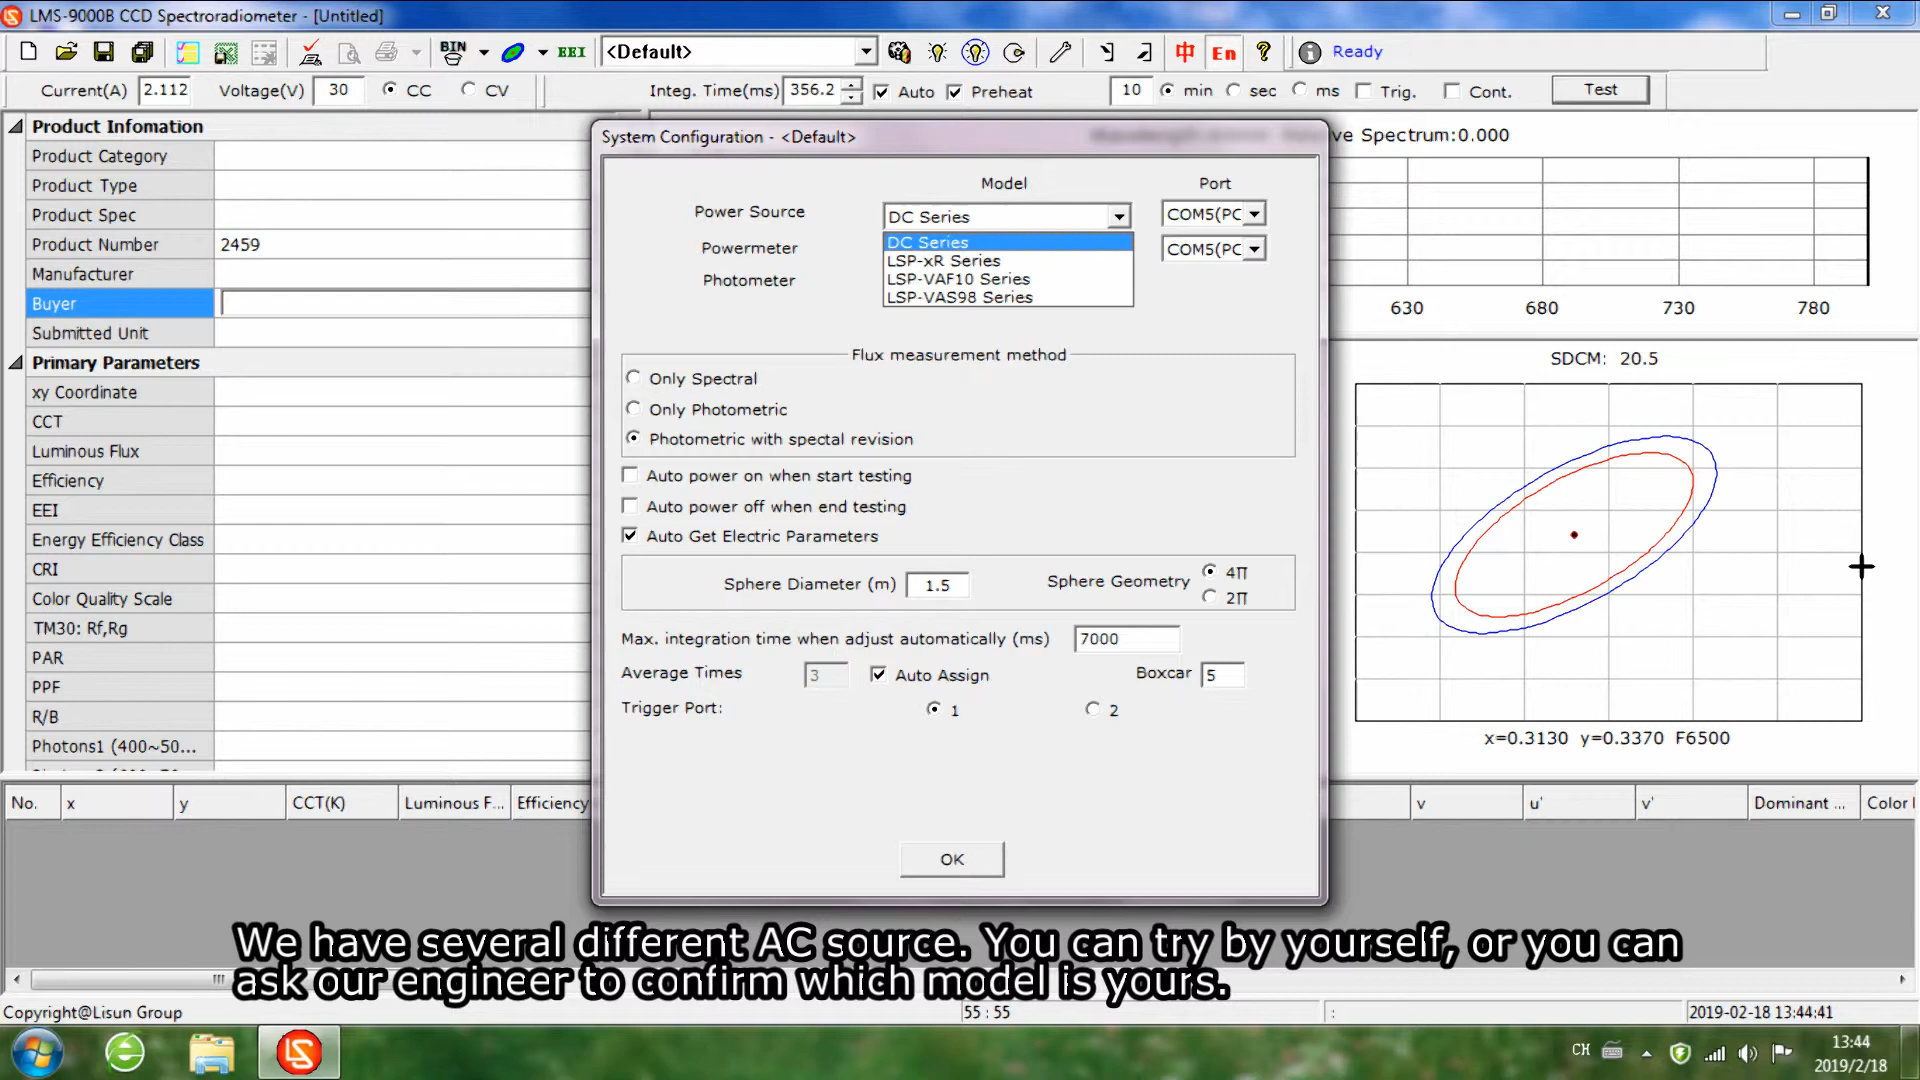 LMS-9000B CCD Spectroradiometer - [Untitled]
BIN EEI <Default> 中 En ? Ready
Current(A) 2.112 Voltage(V) 30 CC CV Integ. Time(ms) 356.2 Auto Preheat 10 min sec ms Trig. Cont. Test
Product Infomation
Product Category
Product Type
Product Spec
Product Number 2459
Manufacturer
Buyer
Submitted Unit
Primary Parameters
xy Coordinate
CCT
Luminous Flux
Efficiency
EEI
Energy Efficiency Class
CRI
Color Quality Scale
TM30: Rf,Rg
PAR
PPF
R/B
Photons1 (400~50...
System Configuration - <Default>
Model Port
Power Source DC Series COM5(PC
DC Series
LSP-xR Series
LSP-VAF10 Series
LSP-VAS98 Series
Powermeter COM5(PC
Photometer
Flux measurement method
Only Spectral
Only Photometric
Photometric with spectal revision
Auto power on when start testing
Auto power off when end testing
Auto Get Electric Parameters
Sphere Diameter (m) 1.5 Sphere Geometry 4π
2π
Max. integration time when adjust automatically (ms) 7000
Average Times 3 Auto Assign Boxcar 5
Trigger Port: 1 2
OK
ve Spectrum:0.000
630 680 730 780
SDCM: 20.5
x=0.3130 y=0.3370 F6500
No. x y CCT(K) Luminous F... Efficiency v u' v' Dominant ... Color
We have several different AC source. You can try by yourself, or you can
ask our engineer to confirm which model is yours.
Copyright@Lisun Group 55 : 55 : 2019-02-18 13:44:41
CH 13:44
2019/2/18